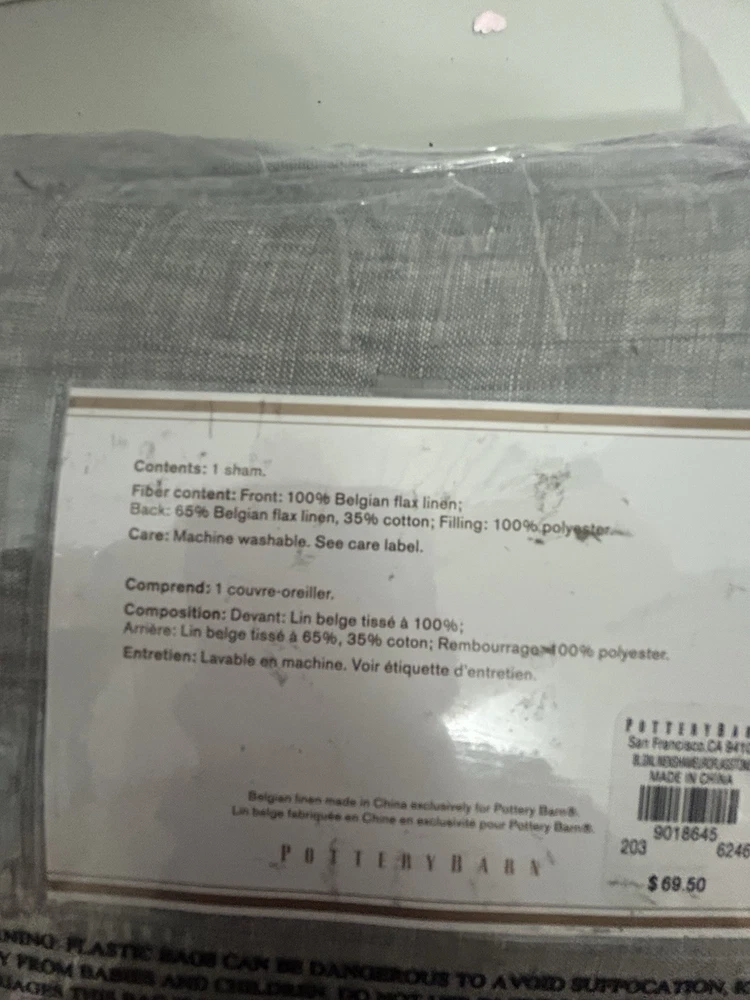 Contents: 1 sham.
Fiber content: Front: 100% Belgian flax linen;
Back: 65% Belgian flax linen, 35% cotton; Filling: 100% polyester.
Care: Machine washable. See care label.
Comprend: 1 couvre-oreiller.
Composition: Devant: Lin belge tissé à 100%;
Arrière: Lin belge tissé à 65%, 35% coton; Rembourrage 100% polyester.
Entretien: Lavable en machine. Voir étiquette d'entretien.
Belgian linen made in China exclusively for Pottery Barn®.
Lin belge fabriquée en Chine en exclusivité pour Pottery Barn®.
POTTERYBARN
POTTERYBAR
San Francisco, CA 941
MADE IN CHINA
9018645
203 6246
$69.50
NING: PLASTIC BAGS CAN BE DANGEROUS TO AVOID SUFFOCATION, K
Y FROM BABIES AND CHILDREN. DO NOT